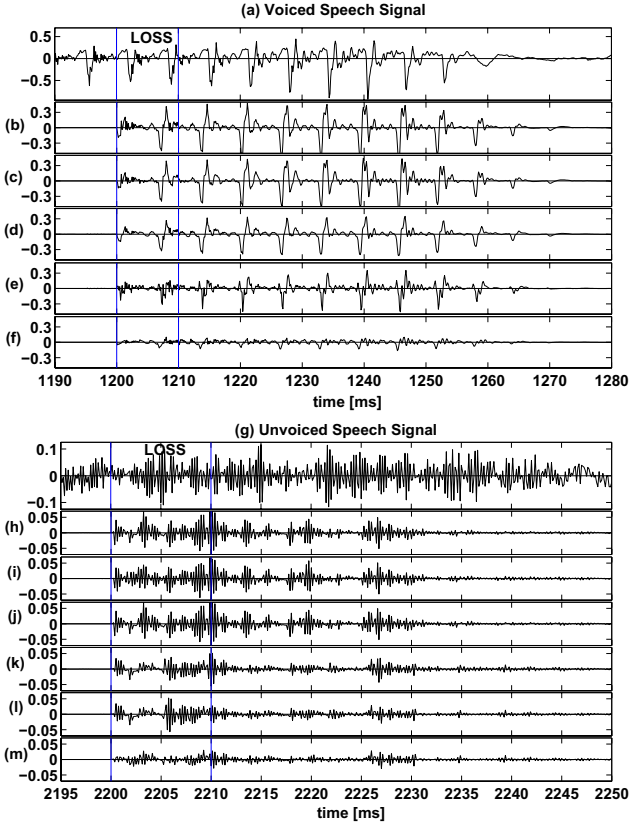 (a) Voiced Speech Signal
LOSS
0.5
0
−0.5
(b)
0.3
0
−0.3
(c)
0.3
0
−0.3
(d)
0.3
0
−0.3
(e)
0.3
0
−0.3
(f)
0.3
0
−0.3
1190 1200 1210 1220 1230 1240 1250 1260 1270 1280
time [ms]
(g) Unvoiced Speech Signal
LOSS
0.1
0
−0.1
(h)
0.05
0
−0.05
(i)
0.05
0
−0.05
(j)
0.05
0
−0.05
(k)
0.05
0
−0.05
(l)
0.05
0
−0.05
(m)
0.05
0
−0.05
2195 2200 2205 2210 2215 2220 2225 2230 2235 2240 2245 2250
time [ms]